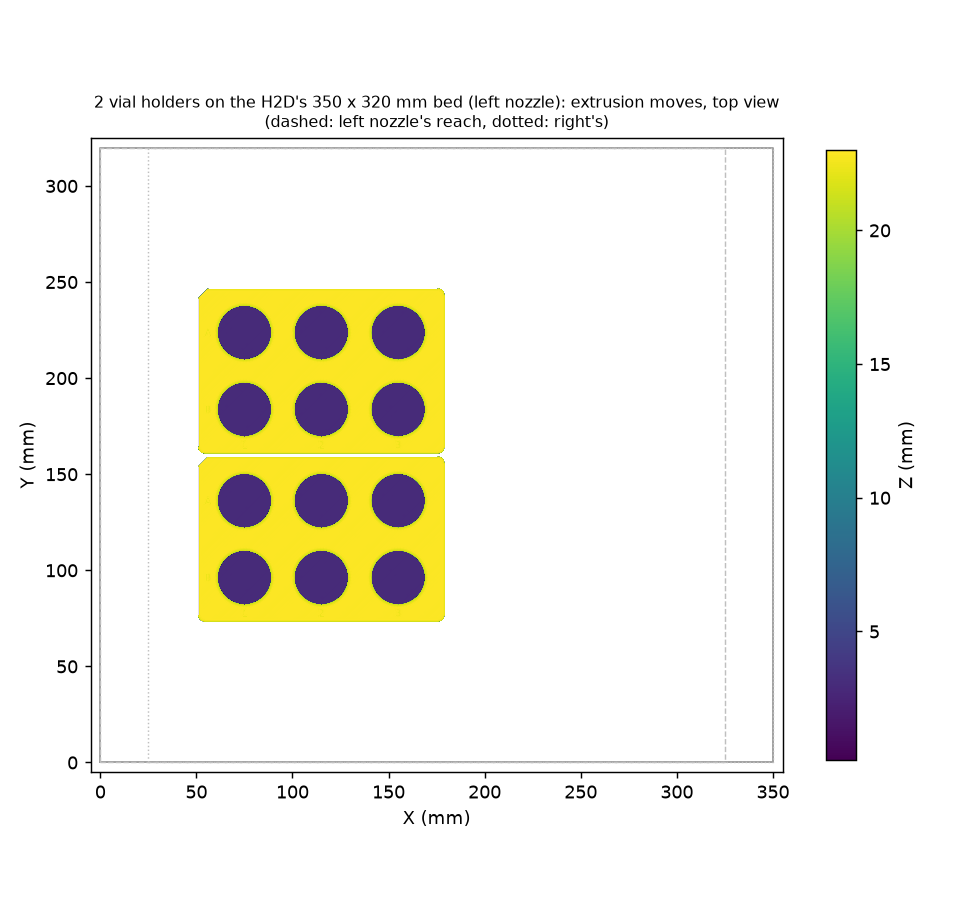 2 vial holders on the H2D's 350 x 320 mm bed (left nozzle): extrusion moves, top view
(dashed: left nozzle's reach, dotted: right's)
300
250
200
150
100
50
0
Y (mm)
0 50 100 150 200 250 300 350
X (mm)
20
15
10
5
Z (mm)